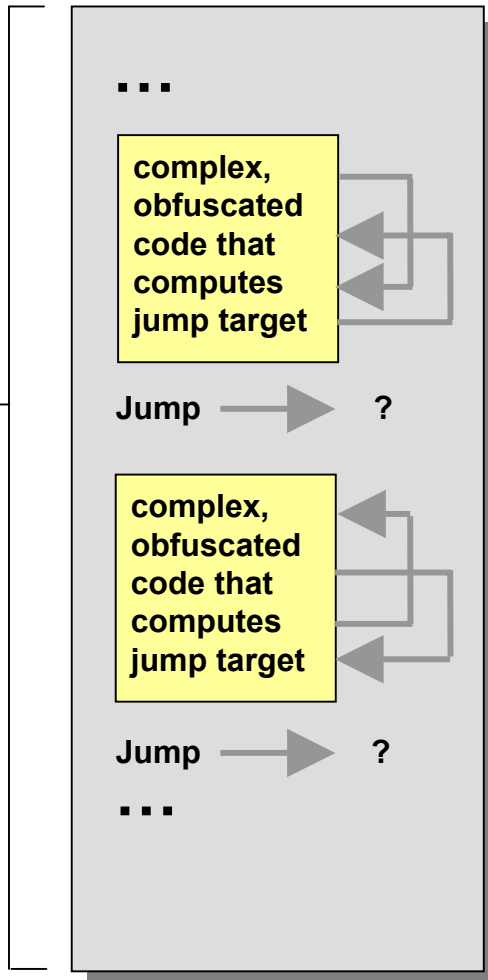 ...
complex,
obfuscated
code that
computes
jump target
Jump ?
complex,
obfuscated
code that
computes
jump target
Jump ?
...